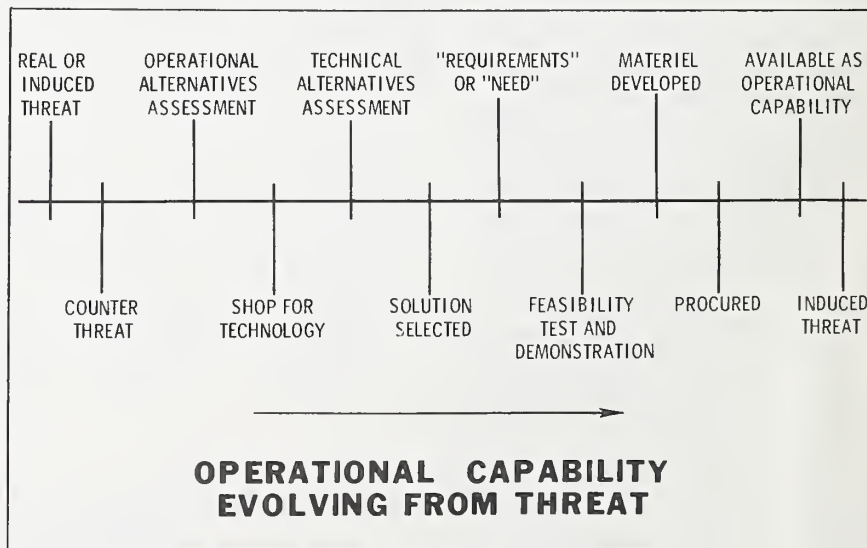 REAL OR
INDUCED
THREAT
OPERATIONAL
ALTERNATIVES
ASSESSMENT
TECHNICAL
ALTERNATIVES
ASSESSMENT
"REQUIREMENTS"
OR "NEED"
MATERIEL
DEVELOPED
AVAILABLE AS
OPERATIONAL
CAPABILITY
COUNTER
THREAT
SHOP FOR
TECHNOLOGY
SOLUTION
SELECTED
FEASIBILITY
TEST AND
DEMONSTRATION
PROCURED
INDUCED
THREAT
OPERATIONAL CAPABILITY
EVOLVING FROM THREAT